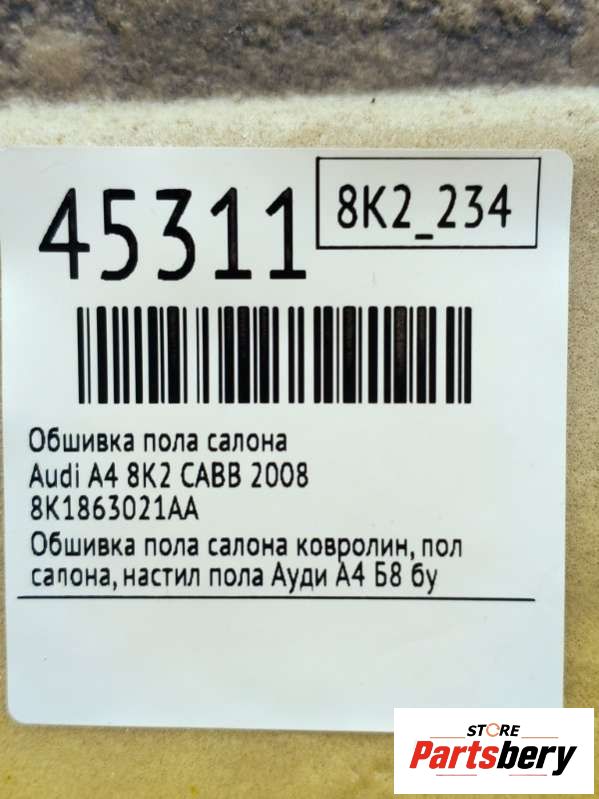 45311
8K2_234
Обшивка пола салона
Audi A4 8K2 CABB 2008
8K1863021AA
Обшивка пола салона ковролин, пол
салона, настил пола Ауди А4 Б8 бу
STORE
Partsbery